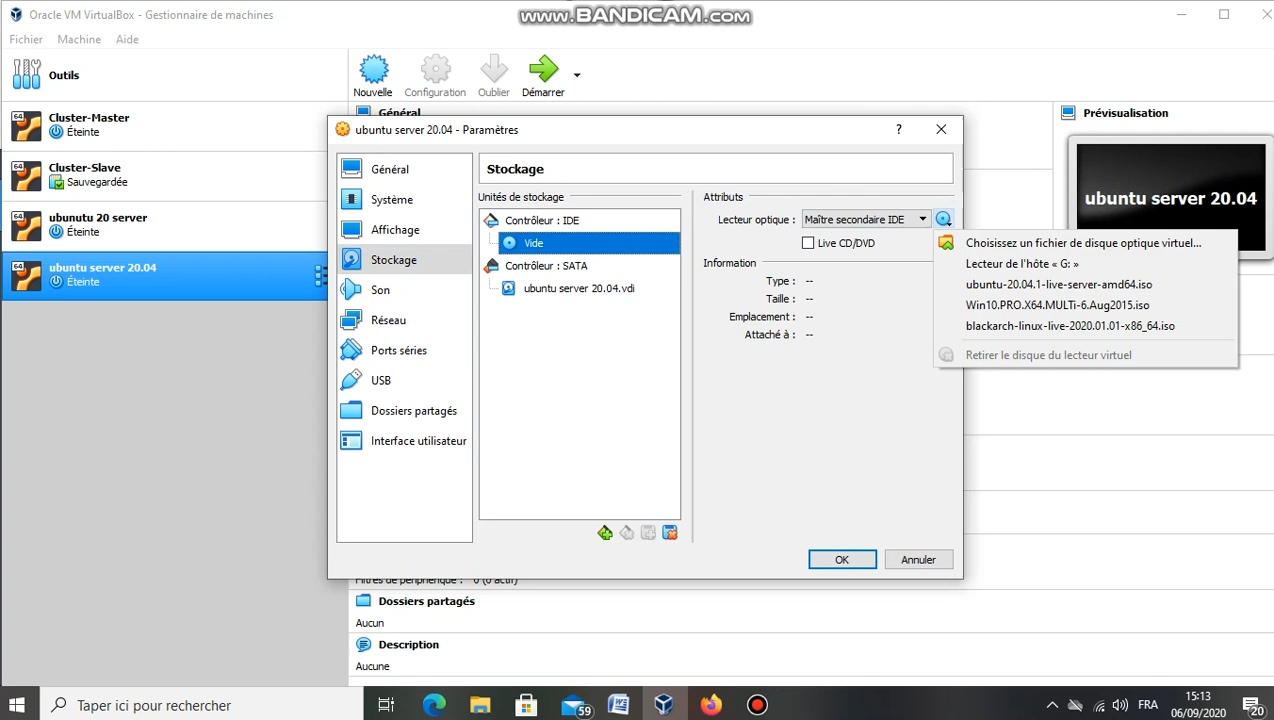 Oracle VM VirtualBox - Gestionnaire de machines
www.BANDICAM.com
Fichier Machine Aide
Outils
Nouvelle Configuration Oublier Démarrer
Cluster-Master
Éteinte
Cluster-Slave
Sauvegardée
ubunutu 20 server
Éteinte
ubuntu server 20.04
Éteinte
64
64
64
64
Général
Prévisualisation
ubuntu server 20.04
ubuntu server 20.04 - Paramètres
?
Général
Système
Affichage
Stockage
Son
Réseau
Ports séries
USB
Dossiers partagés
Interface utilisateur
Stockage
Unités de stockage
Contrôleur : IDE
Vide
Contrôleur : SATA
ubuntu server 20.04.vdi
Attributs
Lecteur optique : Maître secondaire IDE
Live CD/DVD
Information
Type : --
Taille : --
Emplacement : --
Attaché à : --
Choisissez un fichier de disque optique virtuel...
Lecteur de l'hôte « G: »
ubuntu-20.04.1-live-server-amd64.iso
Win10.PRO.X64.MULTi-6.Aug2015.iso
blackarch-linux-live-2020.01.01-x86_64.iso
Retirer le disque du lecteur virtuel
OK Annuler
Filtres de périphérique : 0 (0 actif)
Dossiers partagés
Aucun
Description
Aucune
Taper ici pour rechercher
59
FRA
15:13
06/09/2020
20